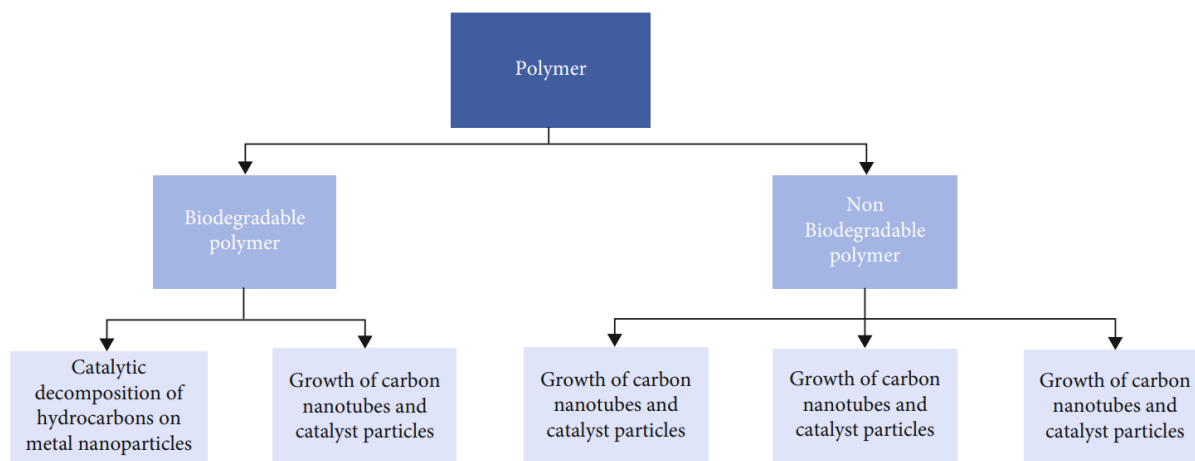 Polymer
Biodegradable
polymer
Non
Biodegradable
polymer
Catalytic
decomposition of
hydrocarbons on
metal nanoparticles
Growth of carbon
nanotubes and
catalyst particles
Growth of carbon
nanotubes and
catalyst particles
Growth of carbon
nanotubes and
catalyst particles
Growth of carbon
nanotubes and
catalyst particles